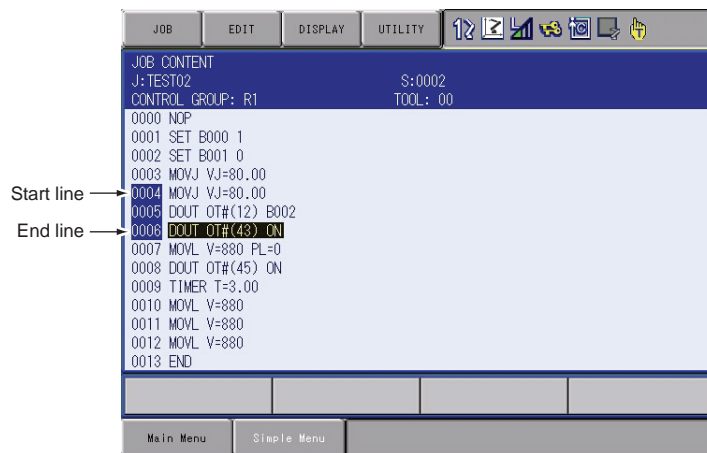 JOB EDIT DISPLAY UTILITY
JOB CONTENT
J:TEST02 S:0002
CONTROL GROUP: R1 TOOL: 00
0000 NOP
0001 SET B000 1
0002 SET B001 0
0003 MOVJ VJ=80.00
Start line 0004 MOVJ VJ=80.00
0005 DOUT OT#(12) B002
End line 0006 DOUT OT#(43) ON
0007 MOVL V=880 PL=0
0008 DOUT OT#(45) ON
0009 TIMER T=3.00
0010 MOVL V=880
0011 MOVL V=880
0012 MOVL V=880
0013 END
Main Menu Simple Menu